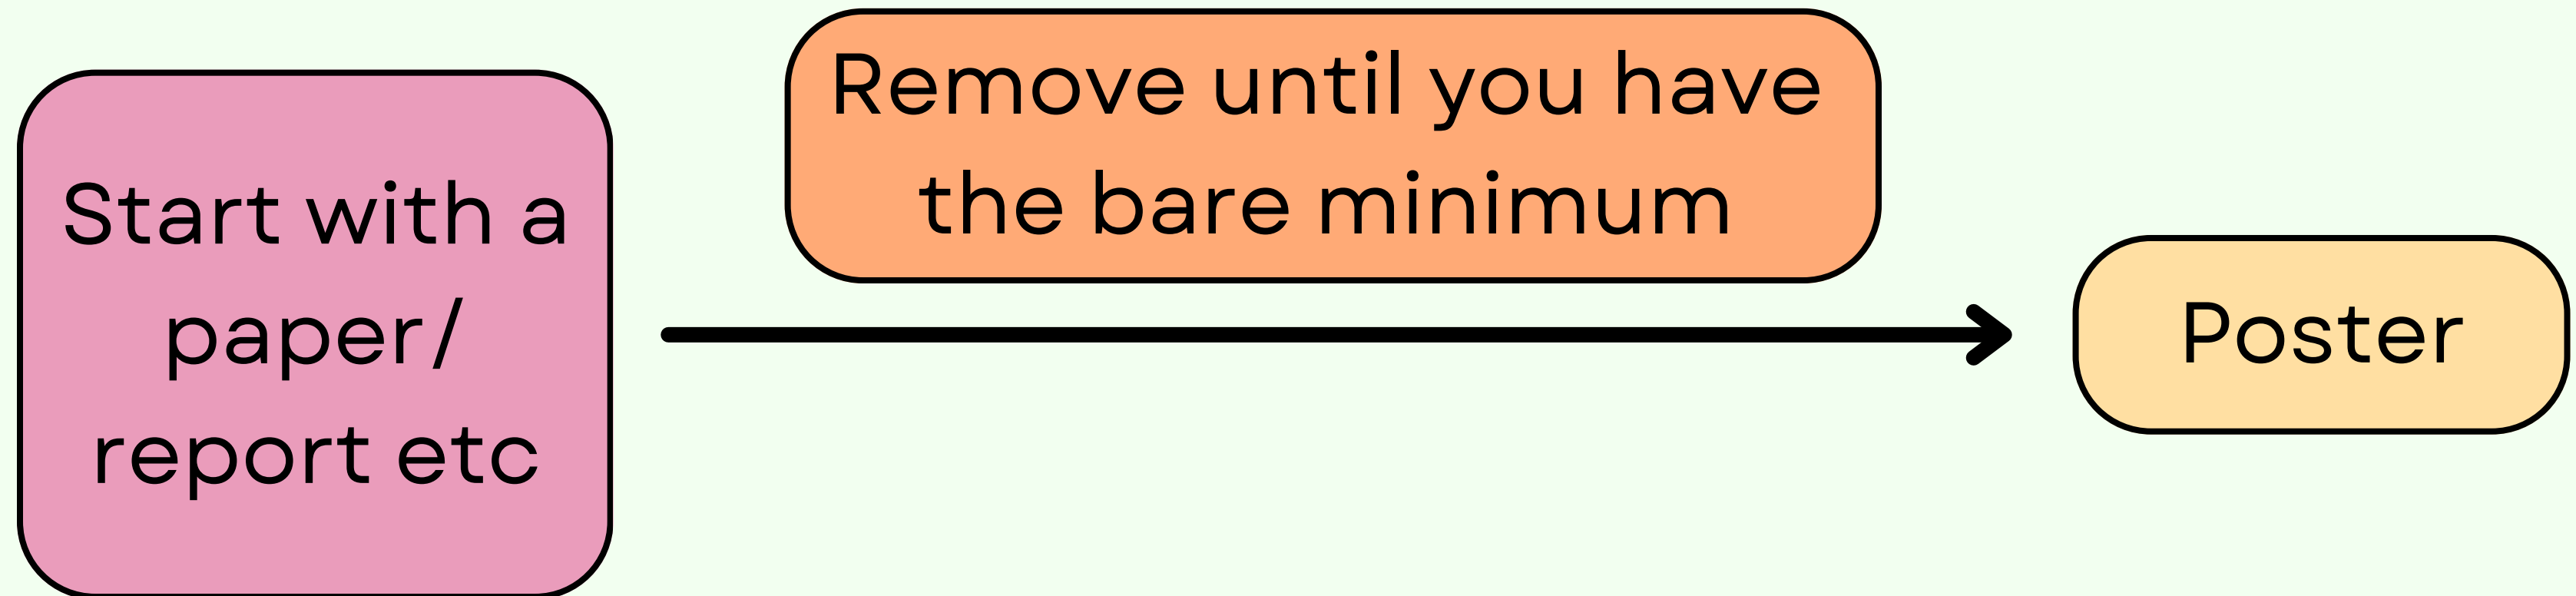 Start with a
paper/
report etc
Remove until you have
the bare minimum
Poster